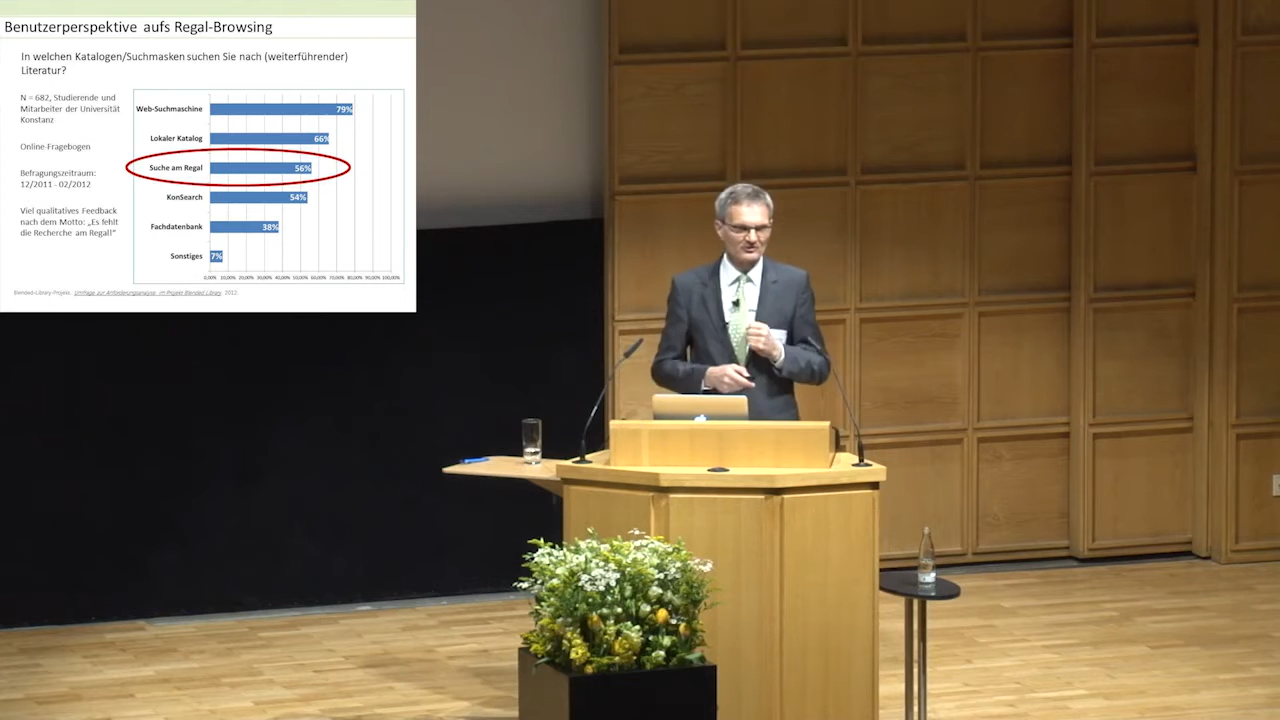 Benutzerperspektive aufs Regal-Browsing
In welchen Katalogen/Suchmasken suchen Sie nach (weiterführender)
Literatur?
N = 682, Studierende und
Mitarbeiter der Universität
Konstanz
Online-Fragebogen
Befragungszeitraum:
12/2011 - 02/2012
Viel qualitatives Feedback
nach dem Motto: „Es fehlt
die Recherche am Regal!“
Web-Suchmaschine 79%
Lokaler Katalog 66%
Suche am Regal 56%
KonSearch 54%
Fachdatenbank 38%
Sonstiges 7%
0,00% 10,00% 20,00% 30,00% 40,00% 50,00% 60,00% 70,00% 80,00% 90,00% 100,00%
Blended-Library-Projekt. Umfrage zur Anforderungsanalyse im Projekt Blended Library. 2012.